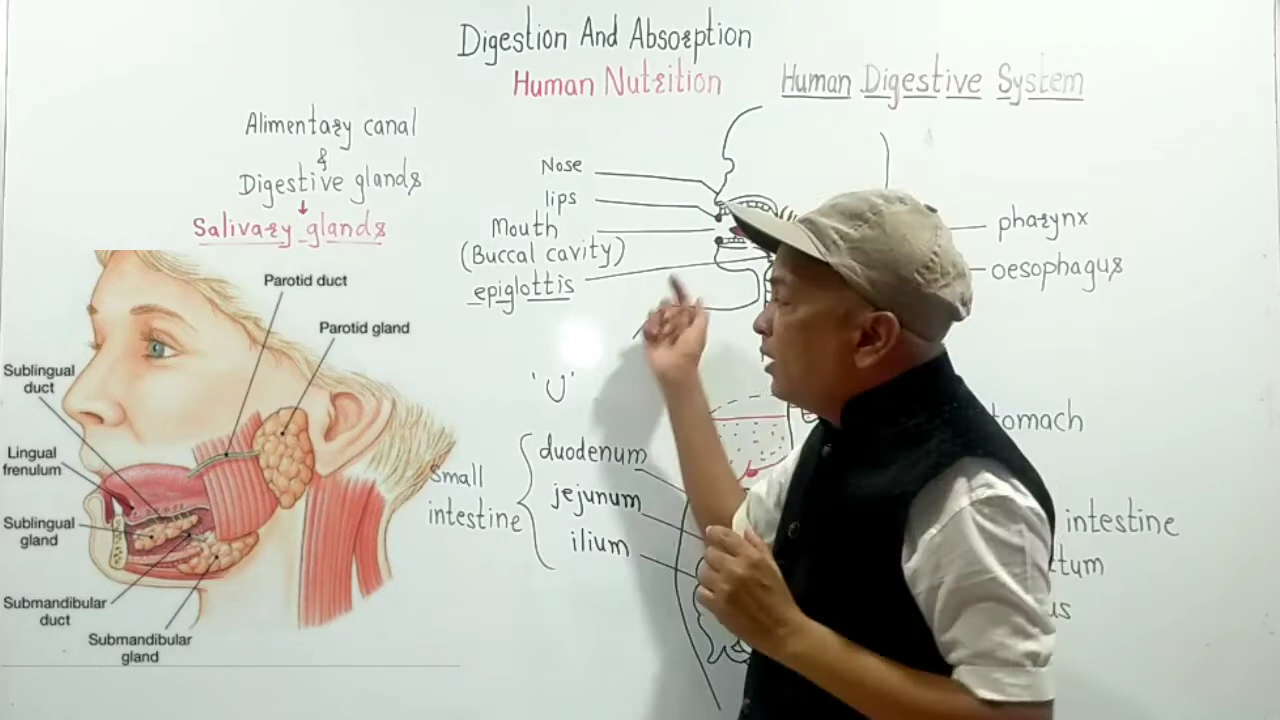 Digestion And Absorption
Human Nutrition
Human Digestive System
Alimentary canal
&
Digestive glands
Salivary glands
Parotid duct
Parotid gland
Sublingual
duct
Lingual
frenulum
Sublingual
gland
Submandibular
duct
Submandibular
gland
Nose
lips
Mouth
(Buccal cavity)
epiglottis
'U'
small
intestine
duodenum
jejunum
ilium
pharynx
oesophagus
tomach
intestine